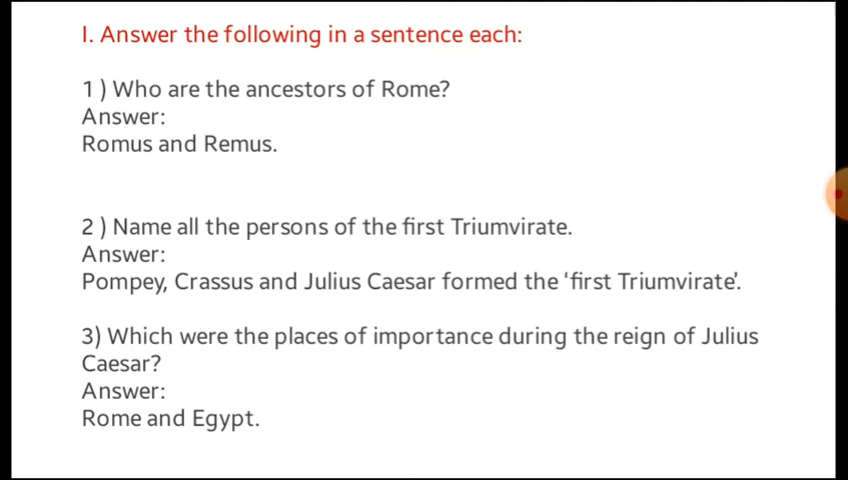 I. Answer the following in a sentence each:
1 ) Who are the ancestors of Rome?
Answer:
Romus and Remus.
2 ) Name all the persons of the first Triumvirate.
Answer:
Pompey, Crassus and Julius Caesar formed the ‘first Triumvirate’.
3) Which were the places of importance during the reign of Julius
Caesar?
Answer:
Rome and Egypt.